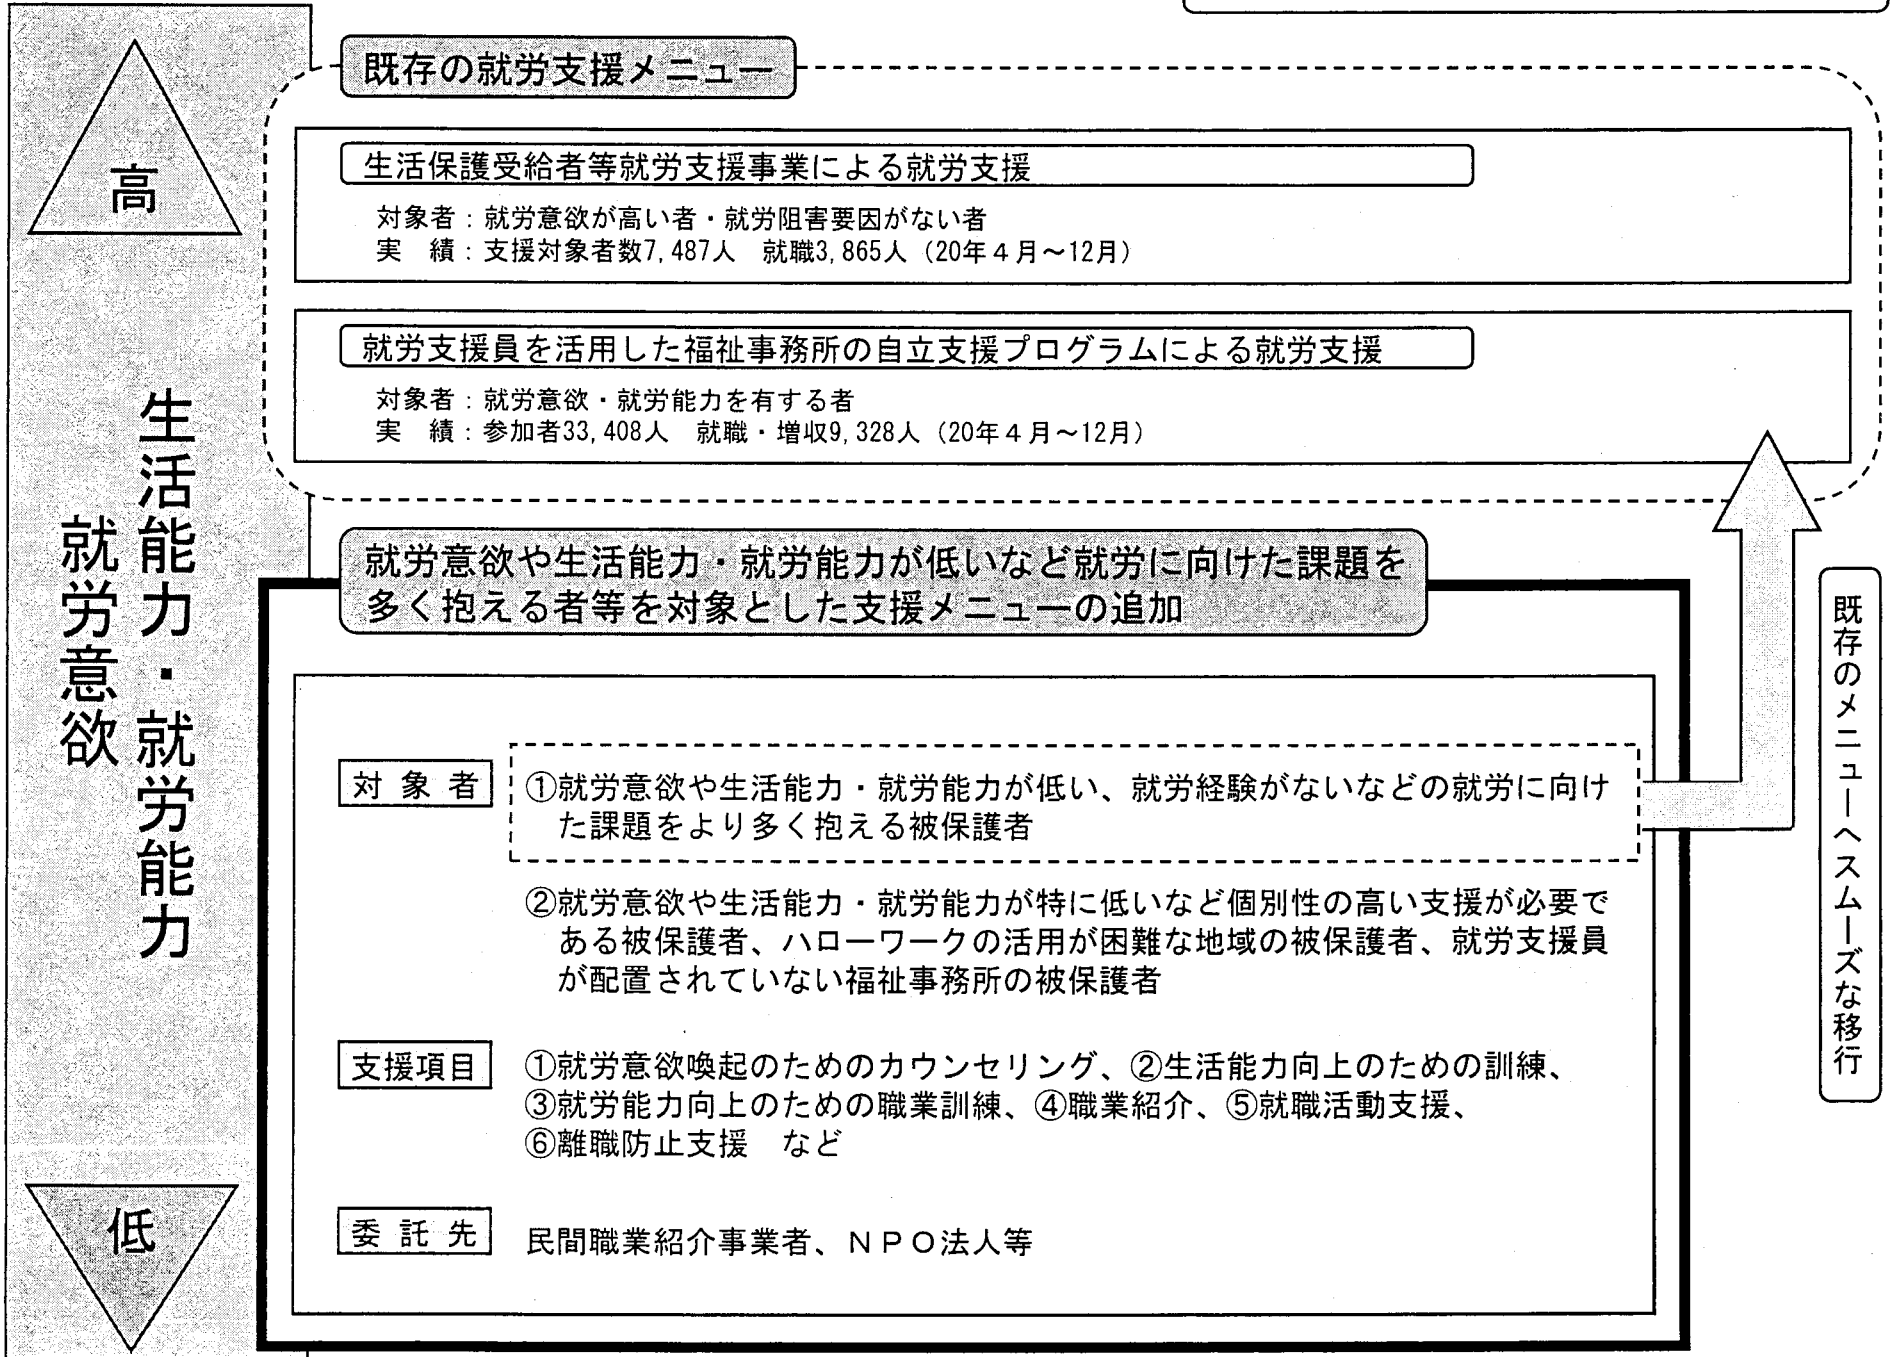 高
生活能力・就労能力
就労意欲
低
既存の就労支援メニュー
生活保護受給者等就労支援事業による就労支援
対象者：就労意欲が高い者・就労阻害要因がない者
実　績：支援対象者数7,487人　就職3,865人（20年４月～12月）
就労支援員を活用した福祉事務所の自立支援プログラムによる就労支援
対象者：就労意欲・就労能力を有する者
実　績：参加者33,408人　就職・増収9,328人（20年４月～12月）
就労意欲や生活能力・就労能力が低いなど就労に向けた課題を
多く抱える者等を対象とした支援メニューの追加
対象者
①就労意欲や生活能力・就労能力が低い、就労経験がないなどの就労に向け
た課題をより多く抱える被保護者
②就労意欲や生活能力・就労能力が特に低いなど個別性の高い支援が必要で
ある被保護者、ハローワークの活用が困難な地域の被保護者、就労支援員
が配置されていない福祉事務所の被保護者
支援項目
①就労意欲喚起のためのカウンセリング、②生活能力向上のための訓練、
③就労能力向上のための職業訓練、④職業紹介、⑤就職活動支援、
⑥離職防止支援　など
委託先
民間職業紹介事業者、ＮＰＯ法人等
既存のメニューへスムーズな移行